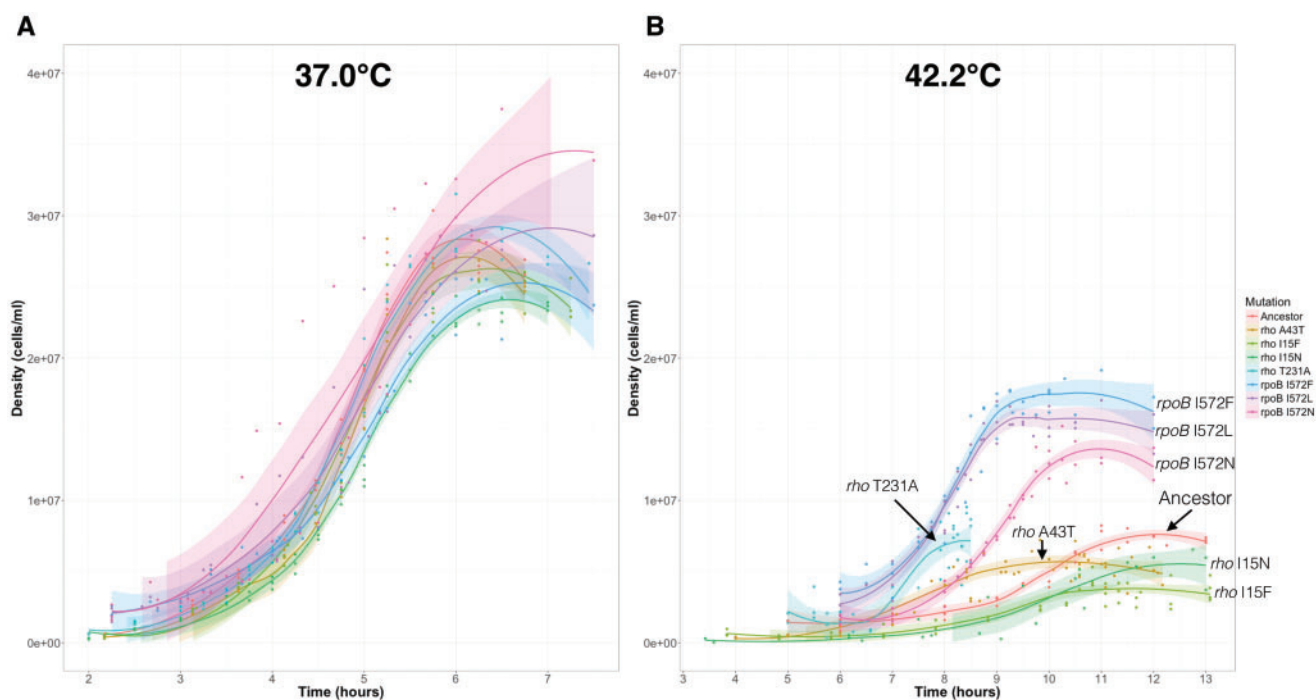 A
B
37.0°C
42.2°C
4e+07
3e+07
2e+07
1e+07
0e+00
Density (cells/ml)
2 3 4 5 6 7
Time (hours)
4e+07
3e+07
2e+07
1e+07
0e+00
Density (cells/ml)
3 4 5 6 7 8 9 10 11 12 13
Time (hours)
rpoB I572F
rpoB I572L
rpoB I572N
rho T231A
Ancestor
rho A43T
rho I15N
rho I15F
Mutation
Ancestor
rho A43T
rho I15F
rho I15N
rho T231A
rpoB I572F
rpoB I572L
rpoB I572N